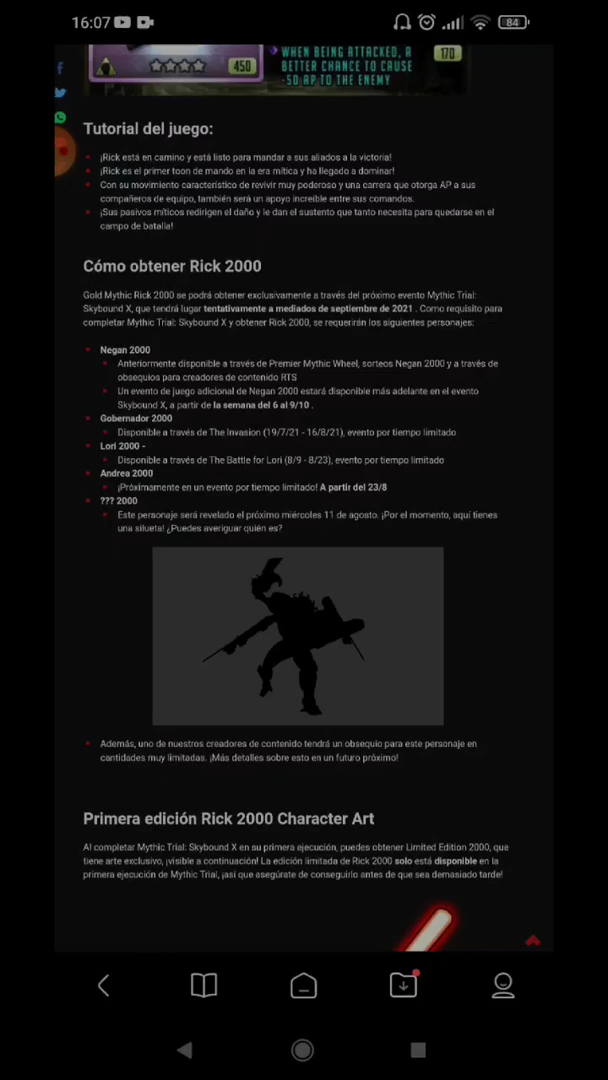 16:07
84
WHEN BEING ATTACKED, A
BETTER CHANCE TO CAUSE
-50 AP TO THE ENEMY
450
170
Tutorial del juego:
¡Rick está en camino y está listo para mandar a sus aliados a la victoria!
¡Rick es el primer toon de mando en la era mítica y ha llegado a dominar!
Con su movimiento característico de revivir muy poderoso y una carrera que otorga AP a sus
compañeros de equipo, también será un apoyo increíble entre sus comandos.
¡Sus pasivos míticos redirigen el daño y le dan el sustento que tanto necesita para quedarse en el
campo de batalla!
Cómo obtener Rick 2000
Gold Mythic Rick 2000 se podrá obtener exclusivamente a través del próximo evento Mythic Trial:
Skybound X, que tendrá lugar tentativamente a mediados de septiembre de 2021 . Como requisito para
completar Mythic Trial: Skybound X y obtener Rick 2000, se requerirán los siguientes personajes:
Negan 2000
Anteriormente disponible a través de Premier Mythic Wheel, sorteos Negan 2000 y a través de
obsequios para creadores de contenido RTS
Un evento de juego adicional de Negan 2000 estará disponible más adelante en el evento
Skybound X, a partir de la semana del 6 al 9/10 .
Gobernador 2000
Disponible a través de The Invasion (19/7/21 - 16/8/21), evento por tiempo limitado
Lori 2000 -
Disponible a través de The Battle for Lori (8/9 - 8/23), evento por tiempo limitado
Andrea 2000
¡Próximamente en un evento por tiempo limitado! A partir del 23/8
??? 2000
Este personaje será revelado el próximo miércoles 11 de agosto. ¡Por el momento, aquí tienes
una silueta! ¿Puedes averiguar quién es?
Además, uno de nuestros creadores de contenido tendrá un obsequio para este personaje en
cantidades muy limitadas. ¡Más detalles sobre esto en un futuro próximo!
Primera edición Rick 2000 Character Art
Al completar Mythic Trial: Skybound X en su primera ejecución, puedes obtener Limited Edition 2000, que
tiene arte exclusivo, ¡visible a continuación! La edición limitada de Rick 2000 solo está disponible en la
primera ejecución de Mythic Trial, ¡así que asegúrate de conseguirlo antes de que sea demasiado tarde!